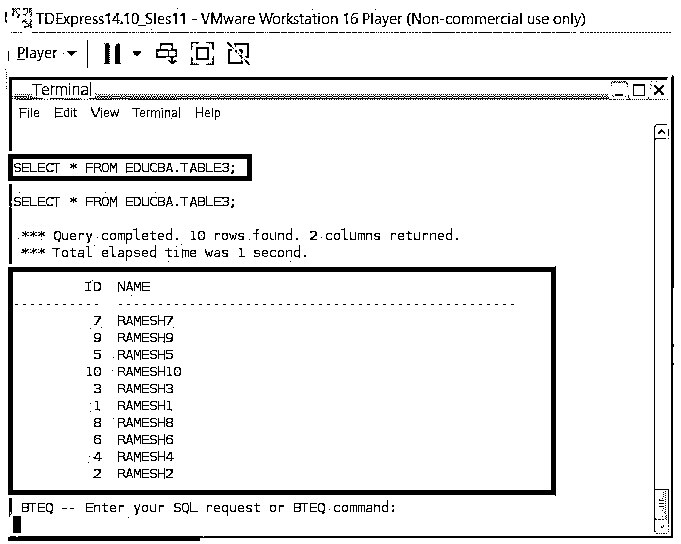 TDExpress14.10_Sles11 - VMware Workstation 16 Player (Non-commercial use only)
Player
Terminal
File Edit View Terminal Help
SELECT * FROM EDUCBA.TABLE3;
SELECT * FROM EDUCBA.TABLE3;
*** Query completed. 10 rows found. 2 columns returned.
*** Total elapsed time was 1 second.
ID NAME
----------- --------------------------------------------------
7 RAMESH7
9 RAMESH9
5 RAMESH5
10 RAMESH10
3 RAMESH3
1 RAMESH1
8 RAMESH8
6 RAMESH6
4 RAMESH4
2 RAMESH2
BTEQ -- Enter your SQL request or BTEQ command: